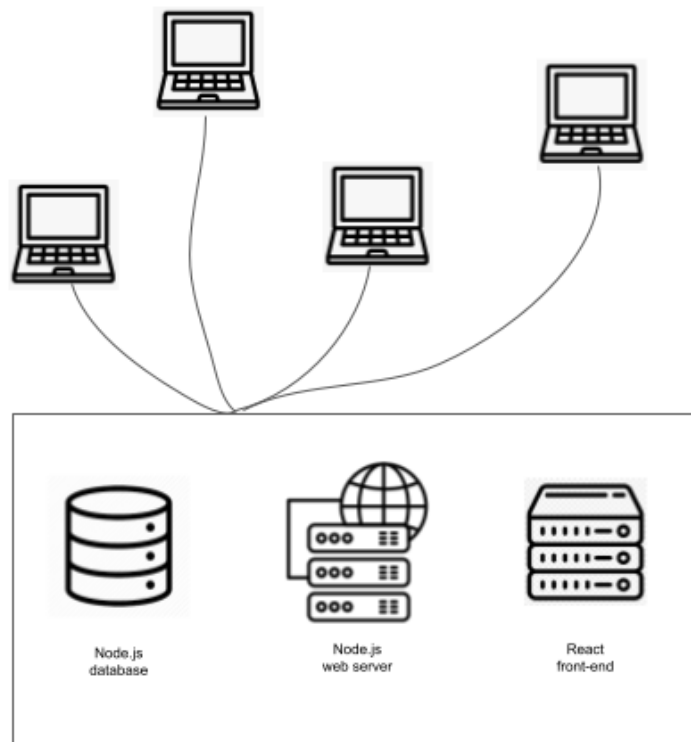 Node.js
database
Node.js
web server
React
front-end